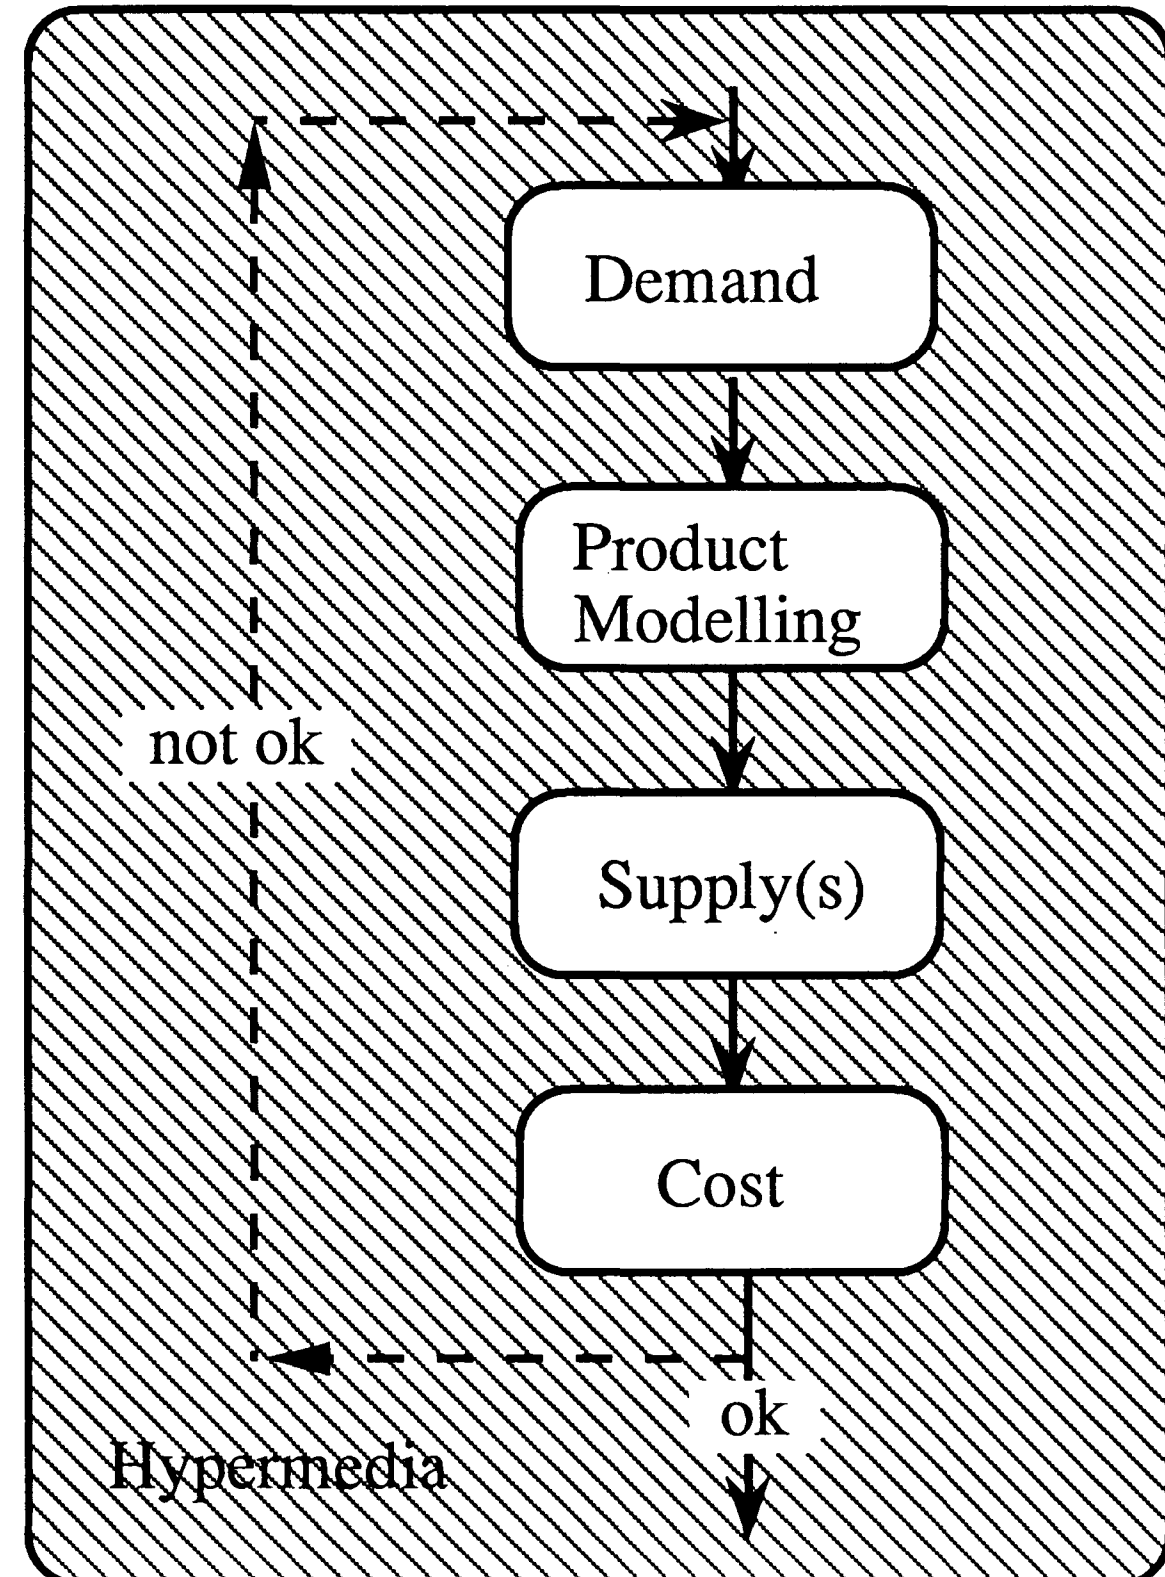 Demand
Product
Modelling
not ok
Supply(s)
Cost
ok
Hypermedia